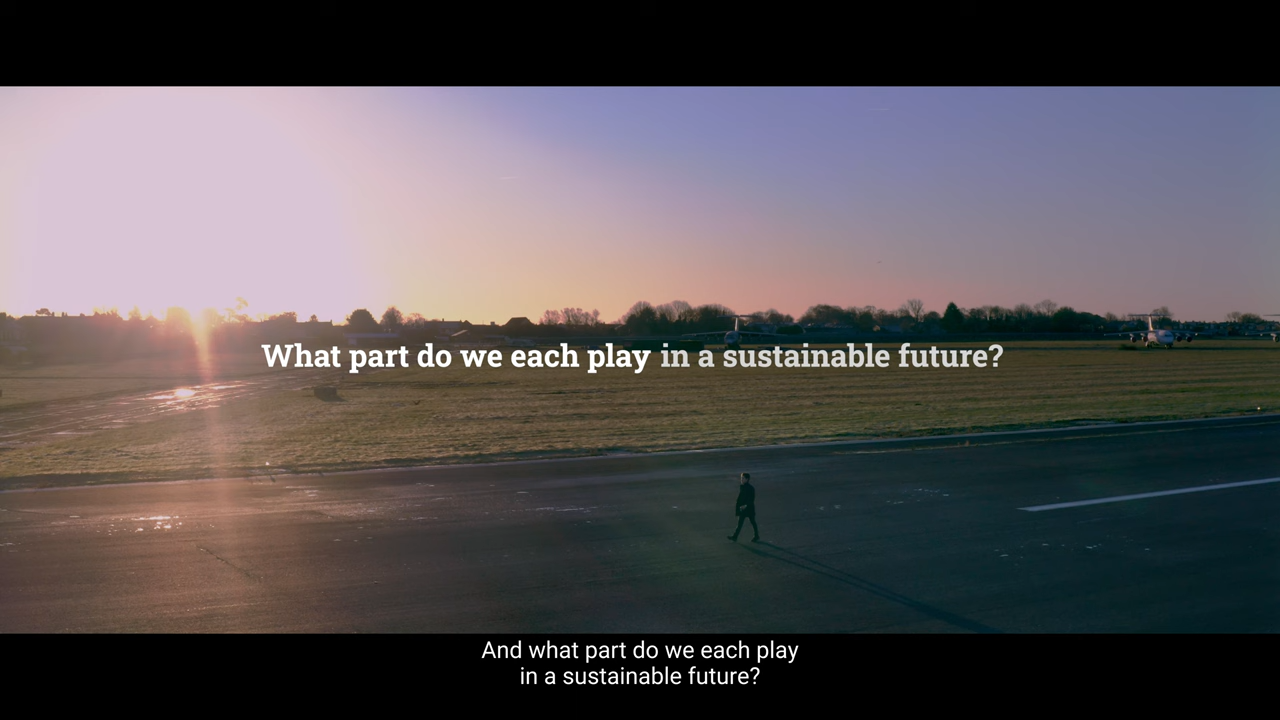 What part do we each play in a sustainable future?
And what part do we each play
in a sustainable future?